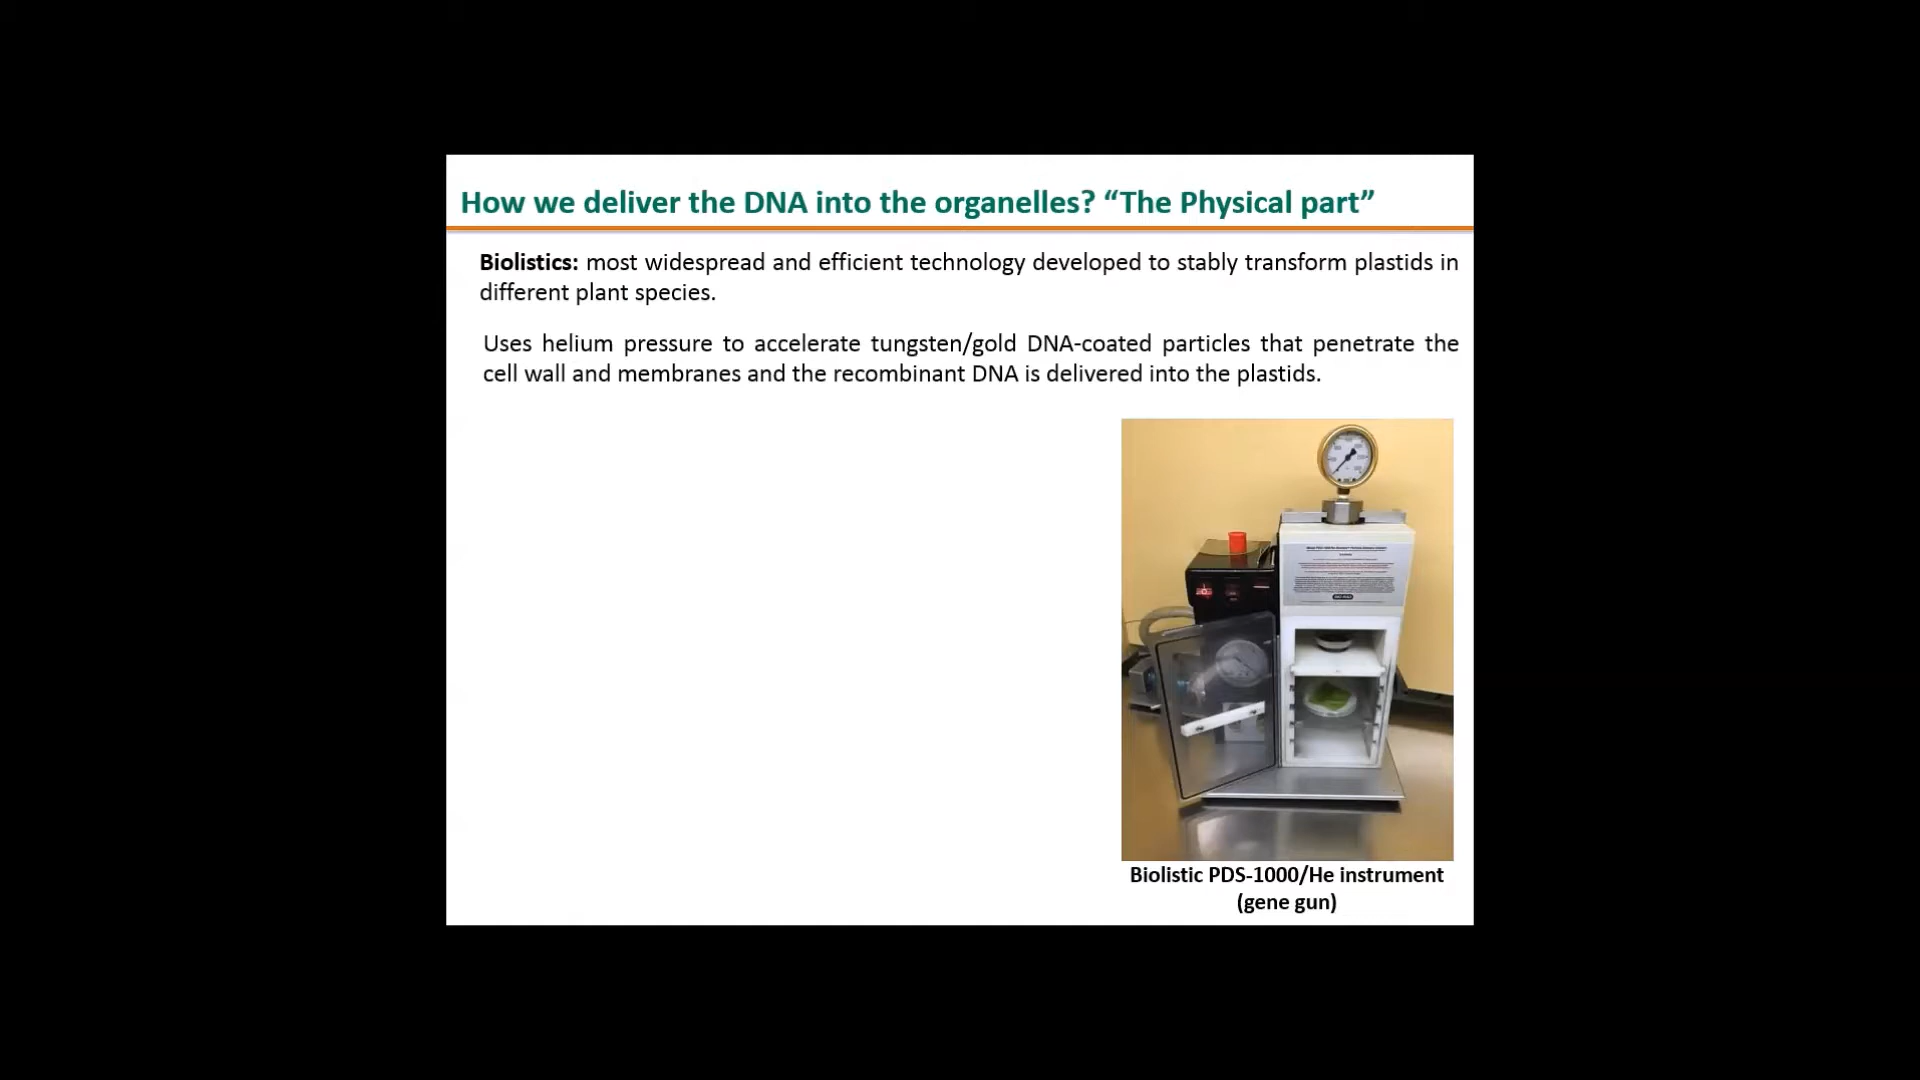 How we deliver the DNA into the organelles? “The Physical part”
Biolistics: most widespread and efficient technology developed to stably transform plastids in
different plant species.
Uses helium pressure to accelerate tungsten/gold DNA-coated particles that penetrate the
cell wall and membranes and the recombinant DNA is delivered into the plastids.
Biolistic PDS-1000/He instrument
(gene gun)